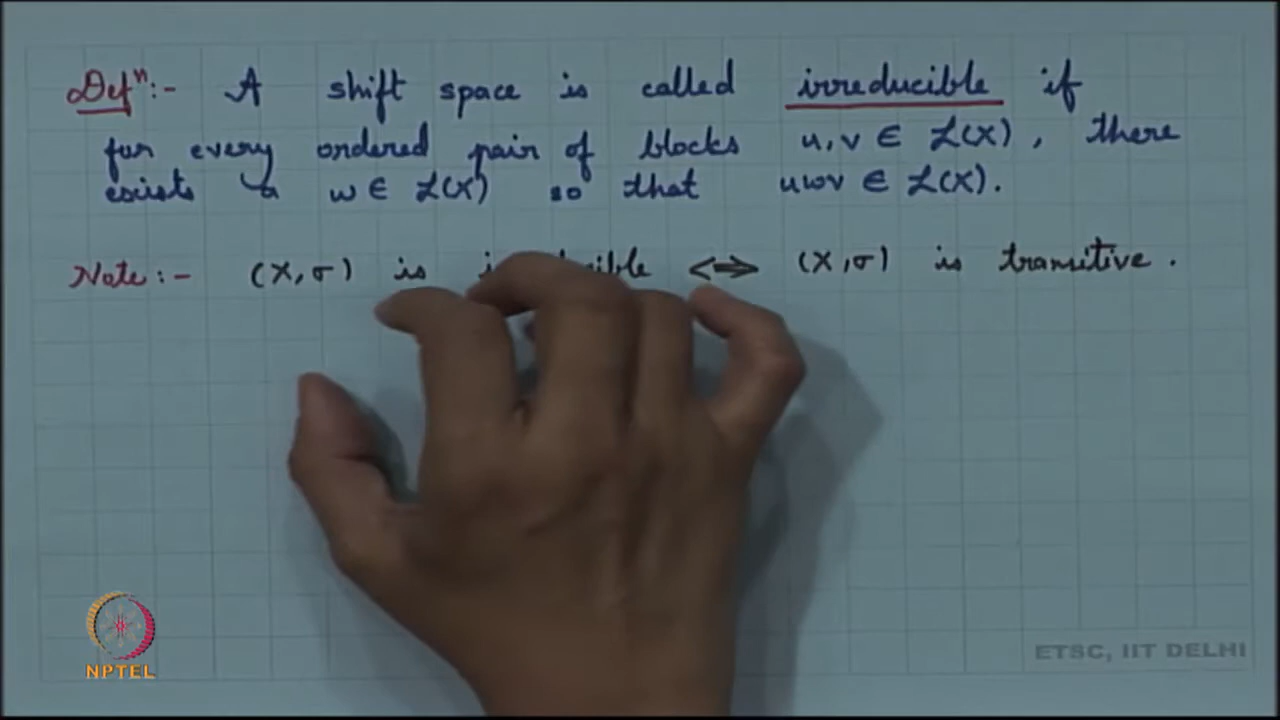 Defⁿ:- A shift space is called irreducible if
for every ordered pair of blocks u, v ∈ L(X), there
exists a w ∈ L(X) so that uwv ∈ L(X).
Note:- (X, σ) is ⟺ (X, σ) is transitive.
NPTEL
ETSC, IIT DELHI